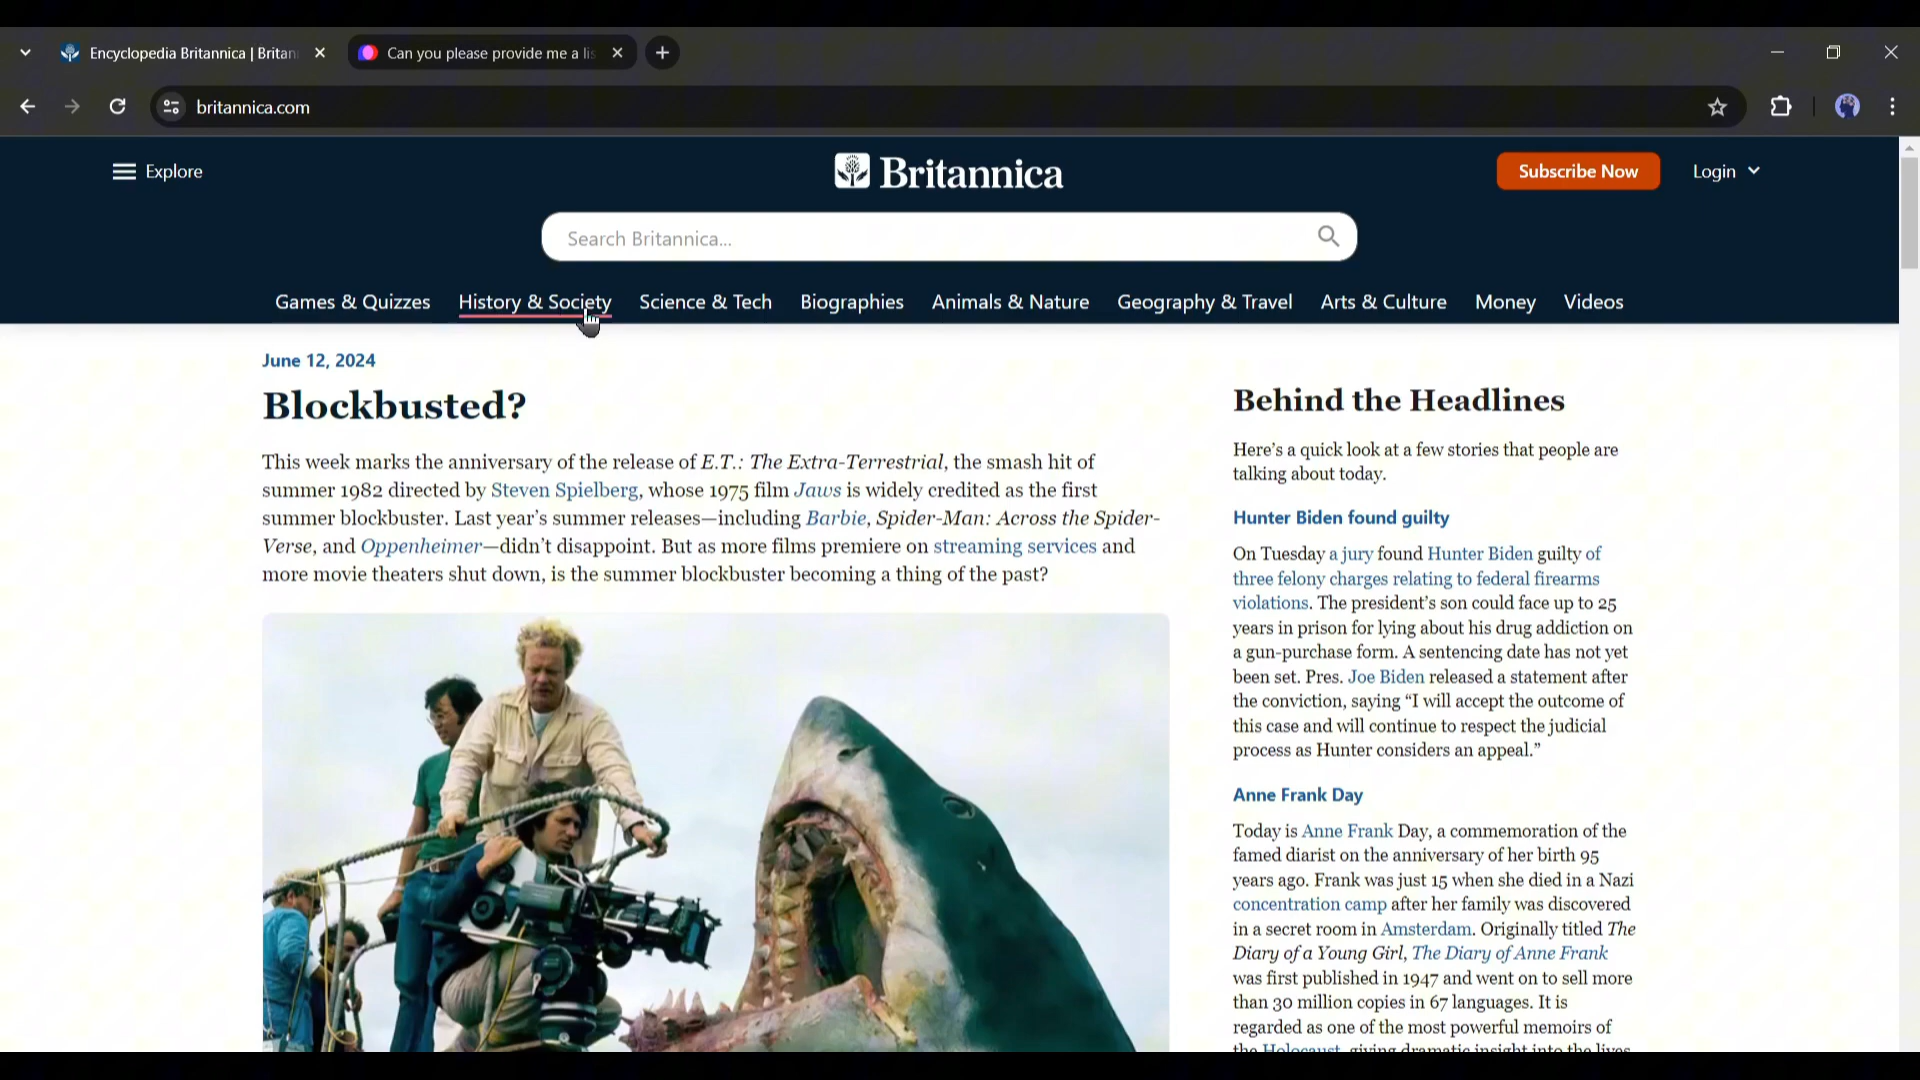 Encyclopedia Britannica | Britan
Can you please provide me a lis
britannica.com
Explore
Britannica
Subscribe Now
Login
Search Britannica...
Games & Quizzes
History & Society
Science & Tech
Biographies
Animals & Nature
Geography & Travel
Arts & Culture
Money
Videos
June 12, 2024
Blockbusted?
This week marks the anniversary of the release of E.T.: The Extra-Terrestrial, the smash hit of
summer 1982 directed by Steven Spielberg, whose 1975 film Jaws is widely credited as the first
summer blockbuster. Last year's summer releases—including Barbie, Spider-Man: Across the Spider-
Verse, and Oppenheimer—didn't disappoint. But as more films premiere on streaming services and
more movie theaters shut down, is the summer blockbuster becoming a thing of the past?
Behind the Headlines
Here's a quick look at a few stories that people are
talking about today.
Hunter Biden found guilty
On Tuesday a jury found Hunter Biden guilty of
three felony charges relating to federal firearms
violations. The president's son could face up to 25
years in prison for lying about his drug addiction on
a gun-purchase form. A sentencing date has not yet
been set. Pres. Joe Biden released a statement after
the conviction, saying “I will accept the outcome of
this case and will continue to respect the judicial
process as Hunter considers an appeal.”
Anne Frank Day
Today is Anne Frank Day, a commemoration of the
famed diarist on the anniversary of her birth 95
years ago. Frank was just 15 when she died in a Nazi
concentration camp after her family was discovered
in a secret room in Amsterdam. Originally titled The
Diary of a Young Girl, The Diary of Anne Frank
was first published in 1947 and went on to sell more
than 30 million copies in 67 languages. It is
regarded as one of the most powerful memoirs of
the Holocaust, giving dramatic insight into the lives